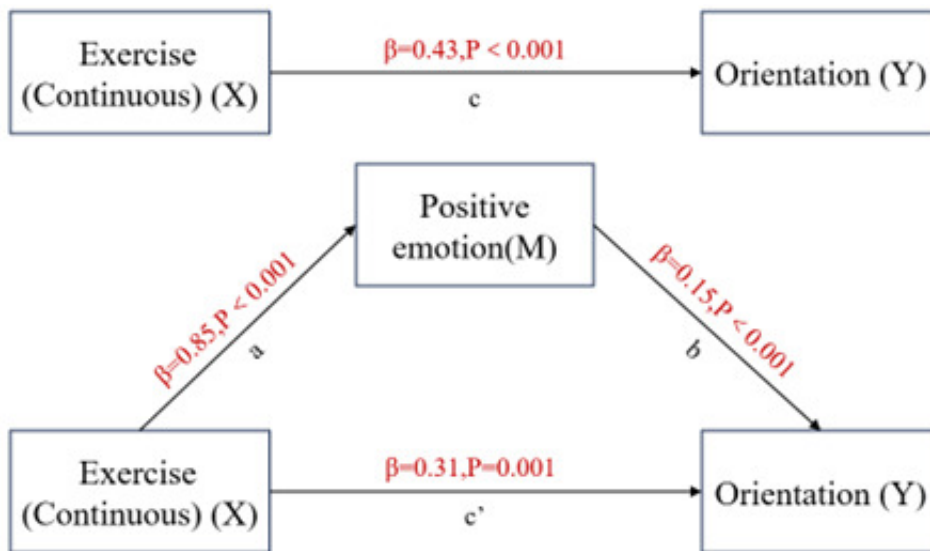 Exercise
(Continuous) (X)
β=0.43,P < 0.001
c
Orientation (Y)
Positive
emotion(M)
β=0.85,P < 0.001
a
β=0.15,P < 0.001
b
Exercise
(Continuous) (X)
β=0.31,P=0.001
c’
Orientation (Y)